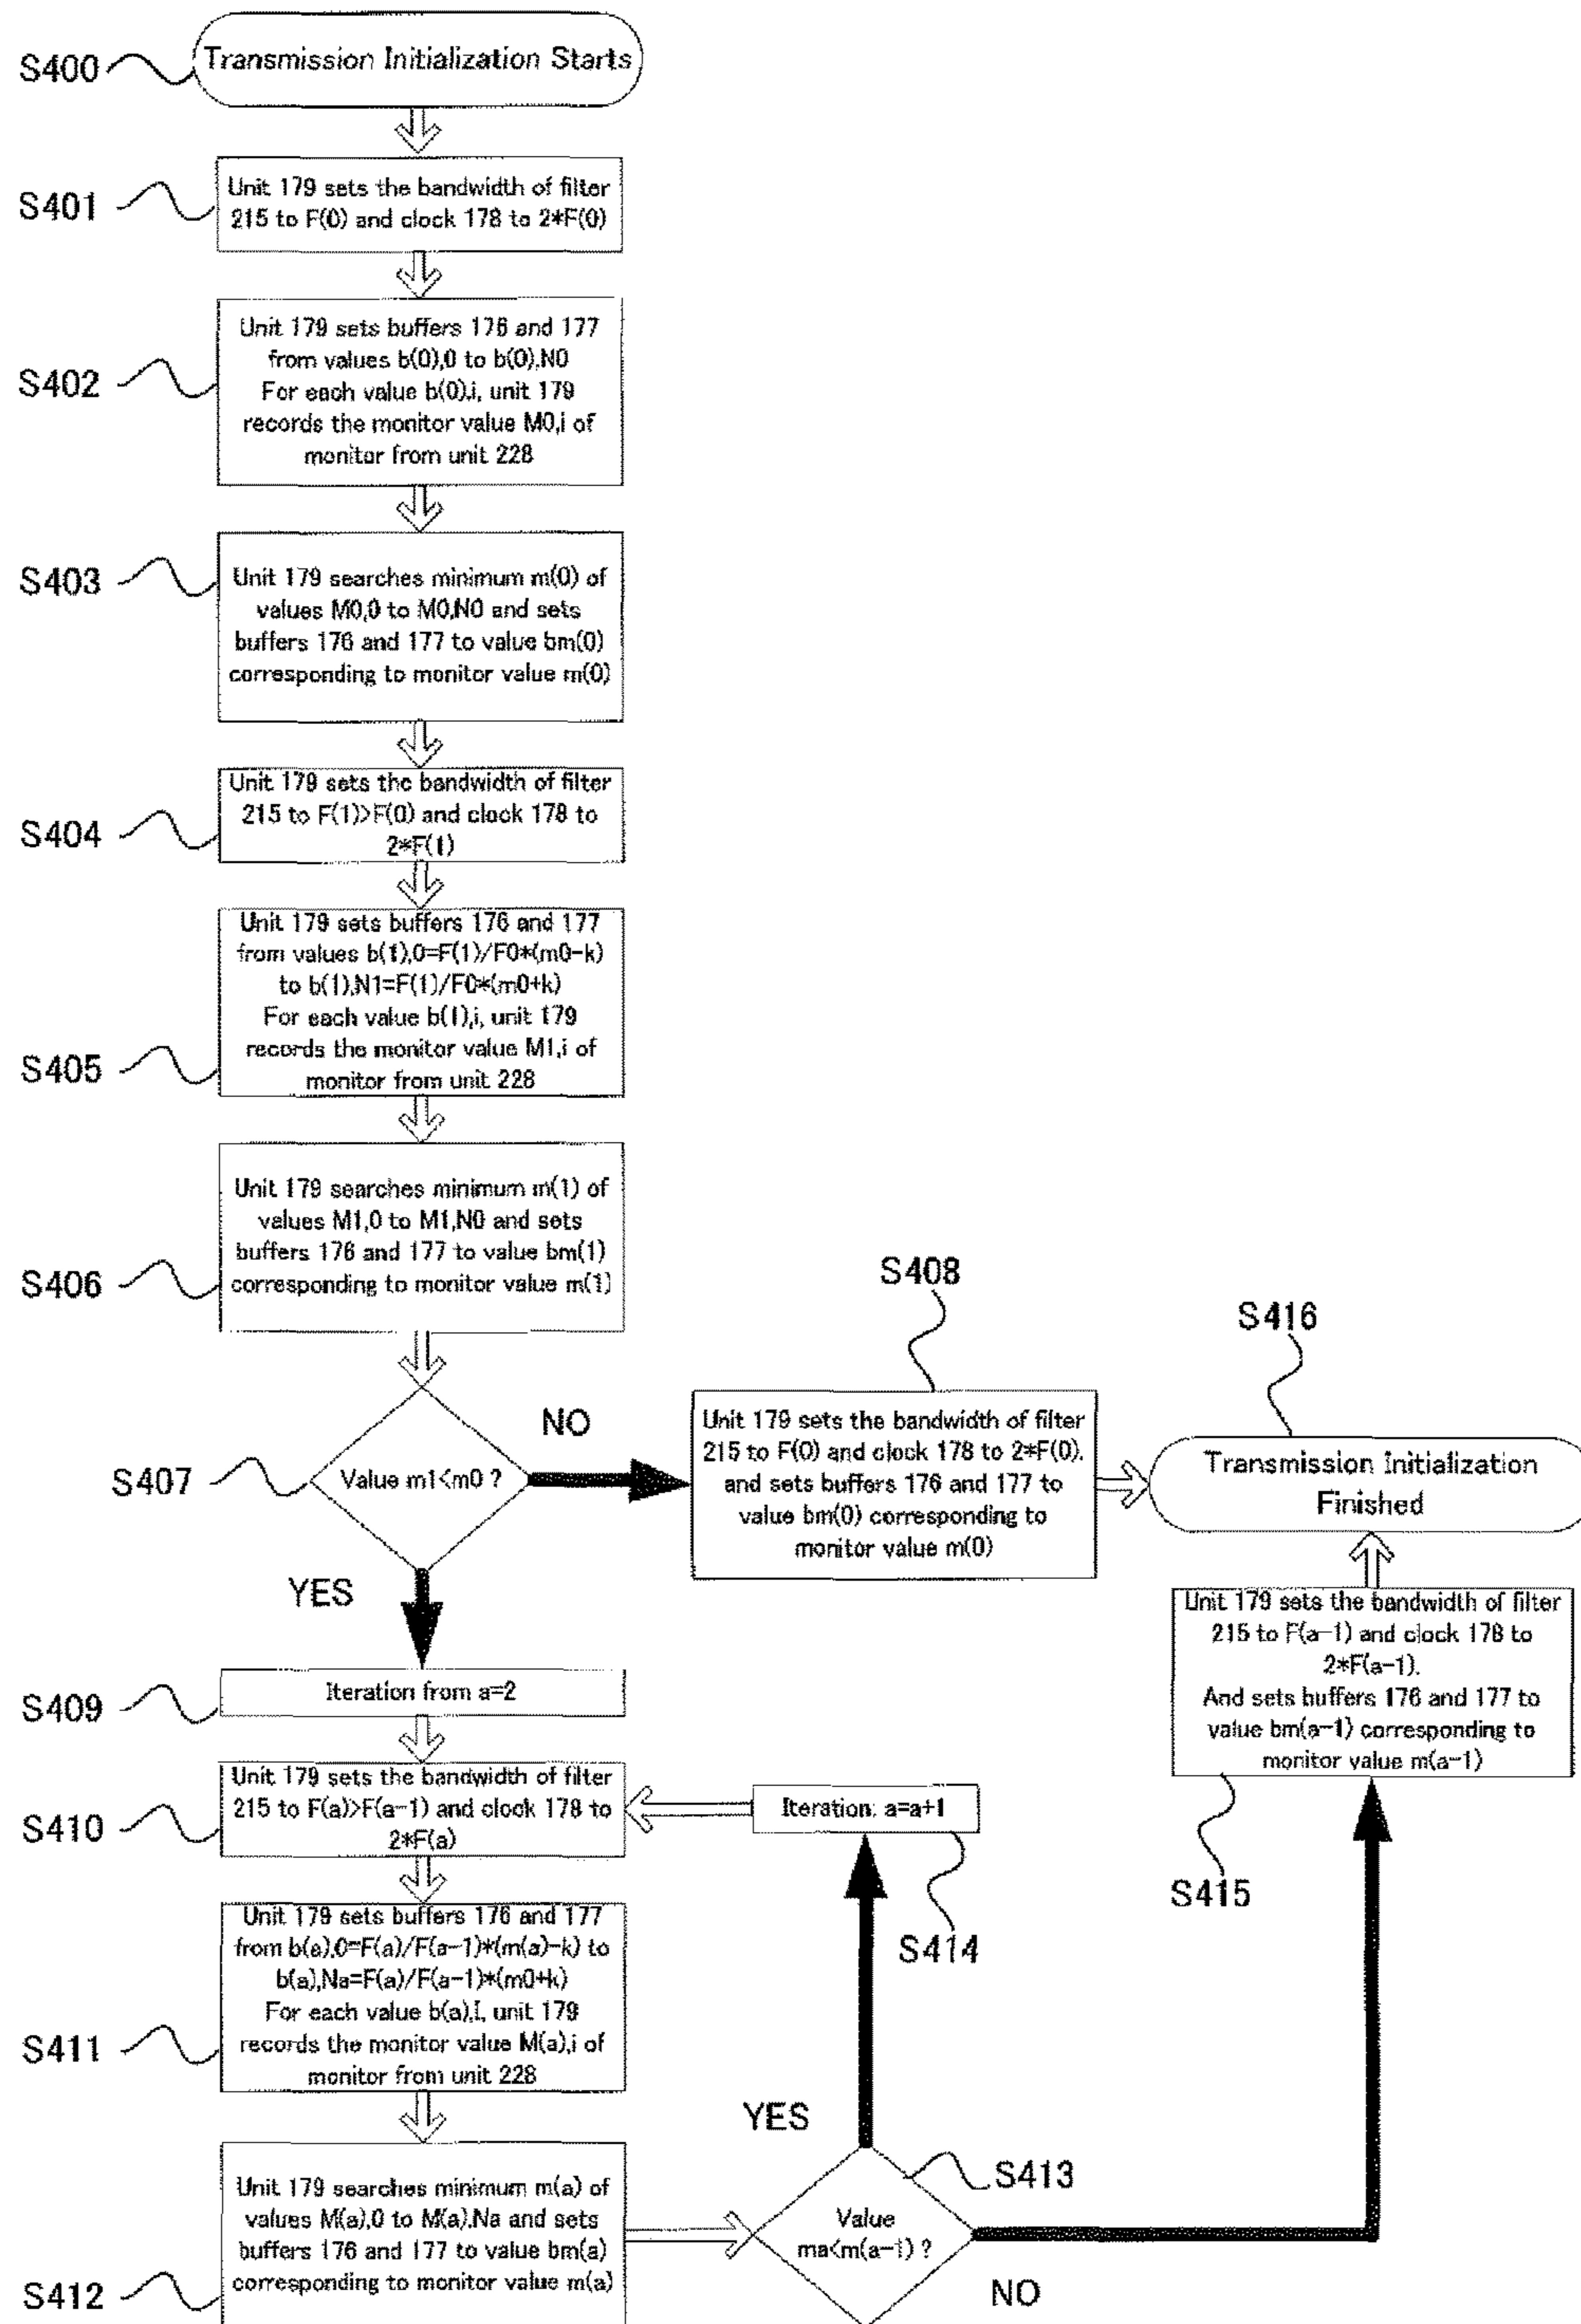 S400
Transmission Initialization Starts
S401
Unit 179 sets the bandwidth of filter
215 to F(0) and clock 178 to 2*F(0)
S402
Unit 179 sets buffers 176 and 177
from values b(0),0 to b(0),N0
For each value b(0),i, unit 179
records the monitor value M0,i of
monitor from unit 228
S403
Unit 179 searches minimum m(0) of
values M0,0 to M0,N0 and sets
buffers 176 and 177 to value bm(0)
corresponding to monitor value m(0)
S404
Unit 179 sets the bandwidth of filter
215 to F(1)>F(0) and clock 178 to
2*F(1)
S405
Unit 179 sets buffers 176 and 177
from values b(1),0=F(1)/F0*(m0-k)
to b(1),N1=F(1)/F0*(m0+k)
For each value b(1),i, unit 179
records the monitor value M1,i of
monitor from unit 228
S406
Unit 179 searches minimum m(1) of
values M1,0 to M1,N0 and sets
buffers 176 and 177 to value bm(1)
corresponding to monitor value m(1)
S407
Value m1<m0 ?
NO
YES
S408
Unit 179 sets the bandwidth of filter
215 to F(0) and clock 178 to 2*F(0).
and sets buffers 176 and 177 to
value bm(0) corresponding to
monitor value m(0)
S416
Transmission Initialization
Finished
S409
Iteration from a=2
S410
Unit 179 sets the bandwidth of filter
215 to F(a)>F(a-1) and clock 178 to
2*F(a)
S411
Unit 179 sets buffers 176 and 177
from b(a),0=F(a)/F(a-1)*(m(a)-k) to
b(a),Na=F(a)/F(a-1)*(m0+k)
For each value b(a),I, unit 179
records the monitor value M(a),i of
monitor from unit 228
S412
Unit 179 searches minimum m(a) of
values M(a),0 to M(a),Na and sets
buffers 176 and 177 to value bm(a)
corresponding to monitor value m(a)
S413
Value
ma<m(a-1) ?
YES
NO
Iteration: a=a+1
S414
Unit 179 sets the bandwidth of filter
215 to F(a-1) and clock 178 to
2*F(a-1).
And sets buffers 176 and 177 to
value bm(a-1) corresponding to
monitor value m(a-1)
S415